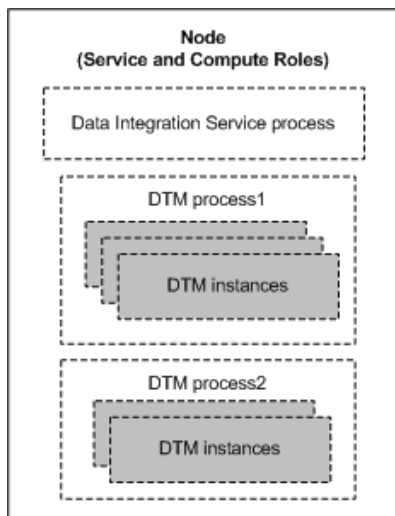 Node
(Service and Compute Roles)
Data Integration Service process
DTM process1
DTM instances
DTM process2
DTM instances